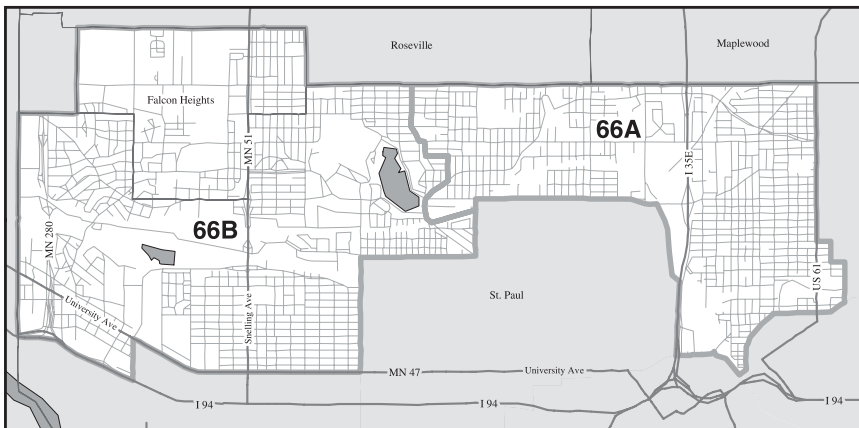 Roseville
Maplewood
Falcon Heights
66A
MN 51
I 35E
66B
MN 280
US 61
St. Paul
University Ave
Snelling Ave
MN 47
University Ave
I 94
I 94
I 94